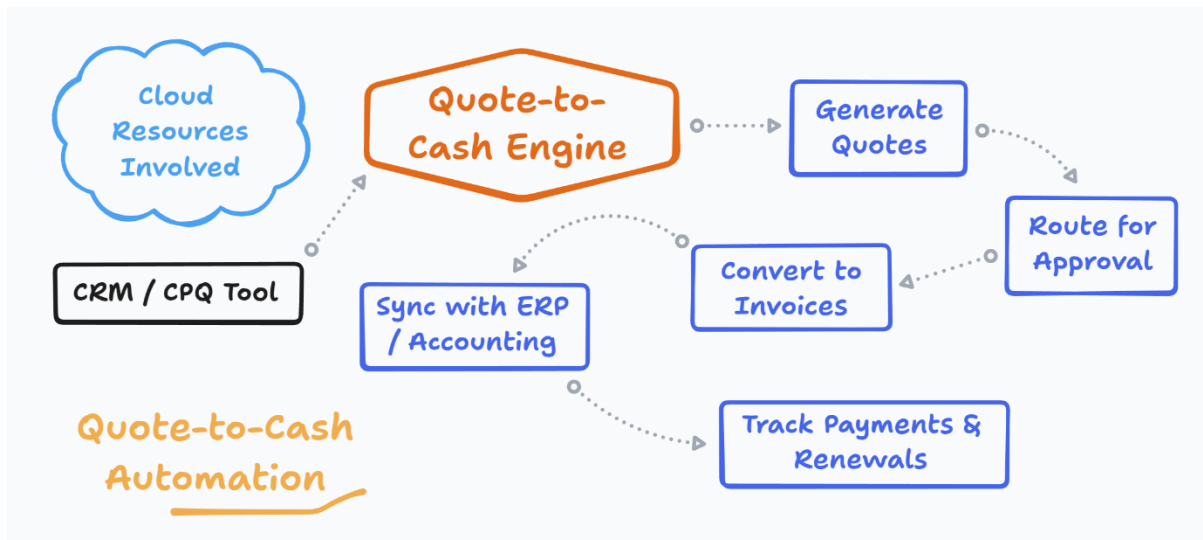 Cloud
Resources
Involved
Quote-to-
Cash Engine
Generate
Quotes
Route for
Approval
CRM / CPQ Tool
Convert to
Invoices
Sync with ERP
/ Accounting
Track Payments &
Renewals
Quote-to-Cash
Automation